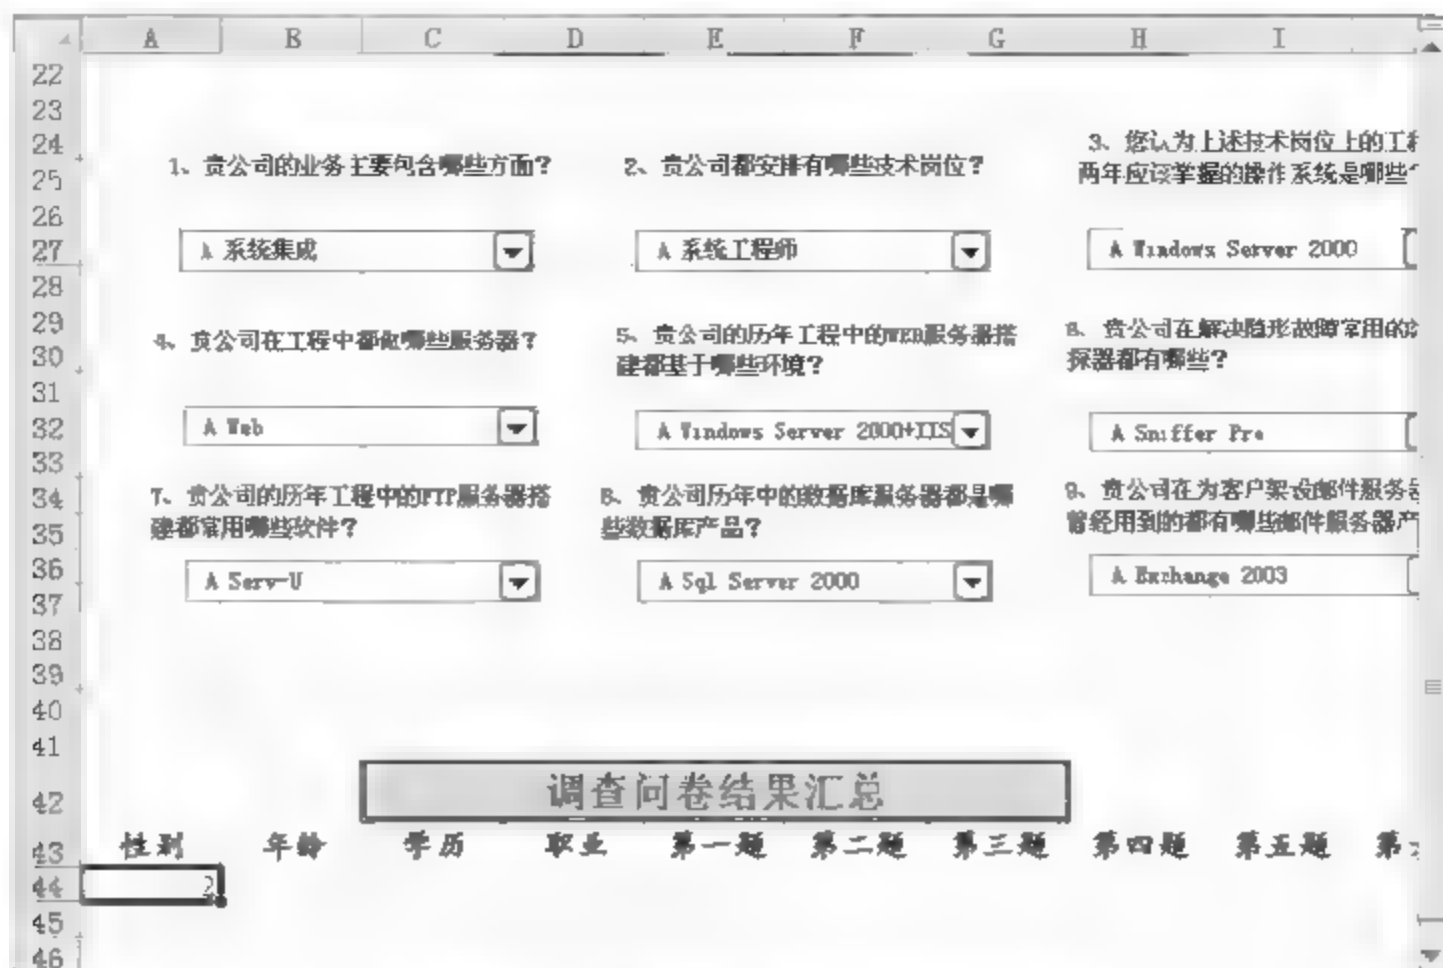 A B C D E F G H I
22
23
24
25
26
27
28
29
30
31
32
33
34
35
36
37
38
39
40
41
42
43
44
45
46
1、贵公司的业务主要包含哪些方面?
2、贵公司都安排有哪些技术岗位?
3、您认为上述技术岗位上的工程
两年应该掌握的操作系统是哪些?
A 系统集成
A 系统工程师
A Windows Server 2000
4、贵公司在工程中都做哪些服务器?
5、贵公司的历年工程中的WEB服务器搭
建都基于哪些环境?
6、贵公司在解决隐形故障常用的
探器都有哪些?
A Web
A Windows Server 2000+IIS
A Sniffer Pro
7、贵公司的历年工程中的FTP服务器搭
建都常用哪些软件?
8、贵公司历年中的数据库服务器都是哪
些数据库产品?
9、贵公司在为客户架设邮件服务
曾经用到的都有哪些邮件服务器产
A Serv-U
A Sql Server 2000
A Exchange 2003
调查问卷结果汇总
性别 年龄 学历 职业 第一题 第二题 第三题 第四题 第五题 第
2